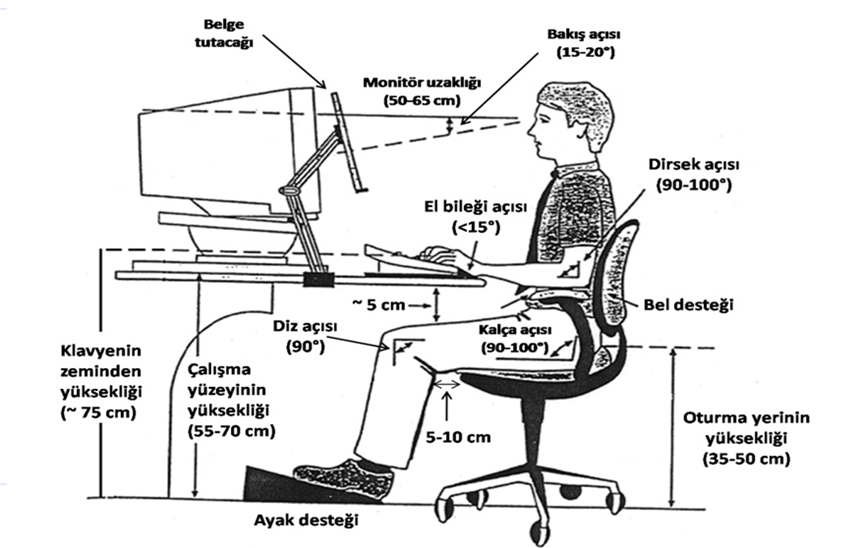 Belge
tutacağı
Bakış açısı
(15-20°)
Monitör uzaklığı
(50-65 cm)
Dirsek açısı
(90-100°)
El bileği açısı
(<15°)
~ 5 cm
Bel desteği
Diz açısı
(90°)
Kalça açısı
(90-100°)
Klavyenin
zeminden
yüksekliği
(~ 75 cm)
Çalışma
yüzeyinin
yüksekliği
(55-70 cm)
5-10 cm
Oturma yerinin
yüksekliği
(35-50 cm)
Ayak desteği